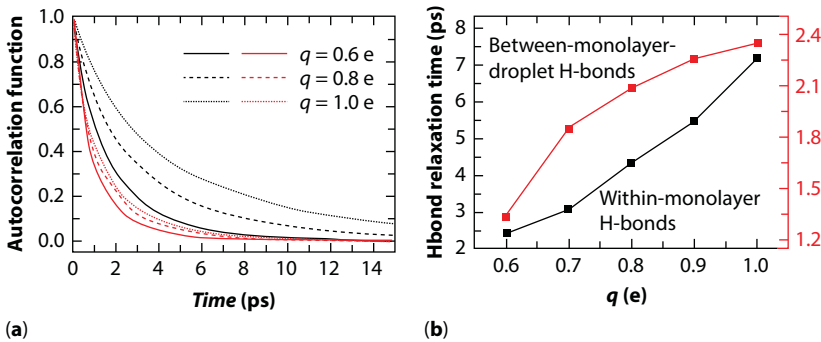 Autocorrelation function
1.0
0.8
0.6
0.4
0.2
0.0
q = 0.6 e
q = 0.8 e
q = 1.0 e
0 2 4 6 8 10 12 14
Time (ps)
(a)
Hbond relaxation time (ps)
8
7
6
5
4
3
2
Between-monolayer-
droplet H-bonds
Within-monolayer
H-bonds
2.4
2.1
1.8
1.5
1.2
0.6 0.7 0.8 0.9 1.0
q (e)
(b)